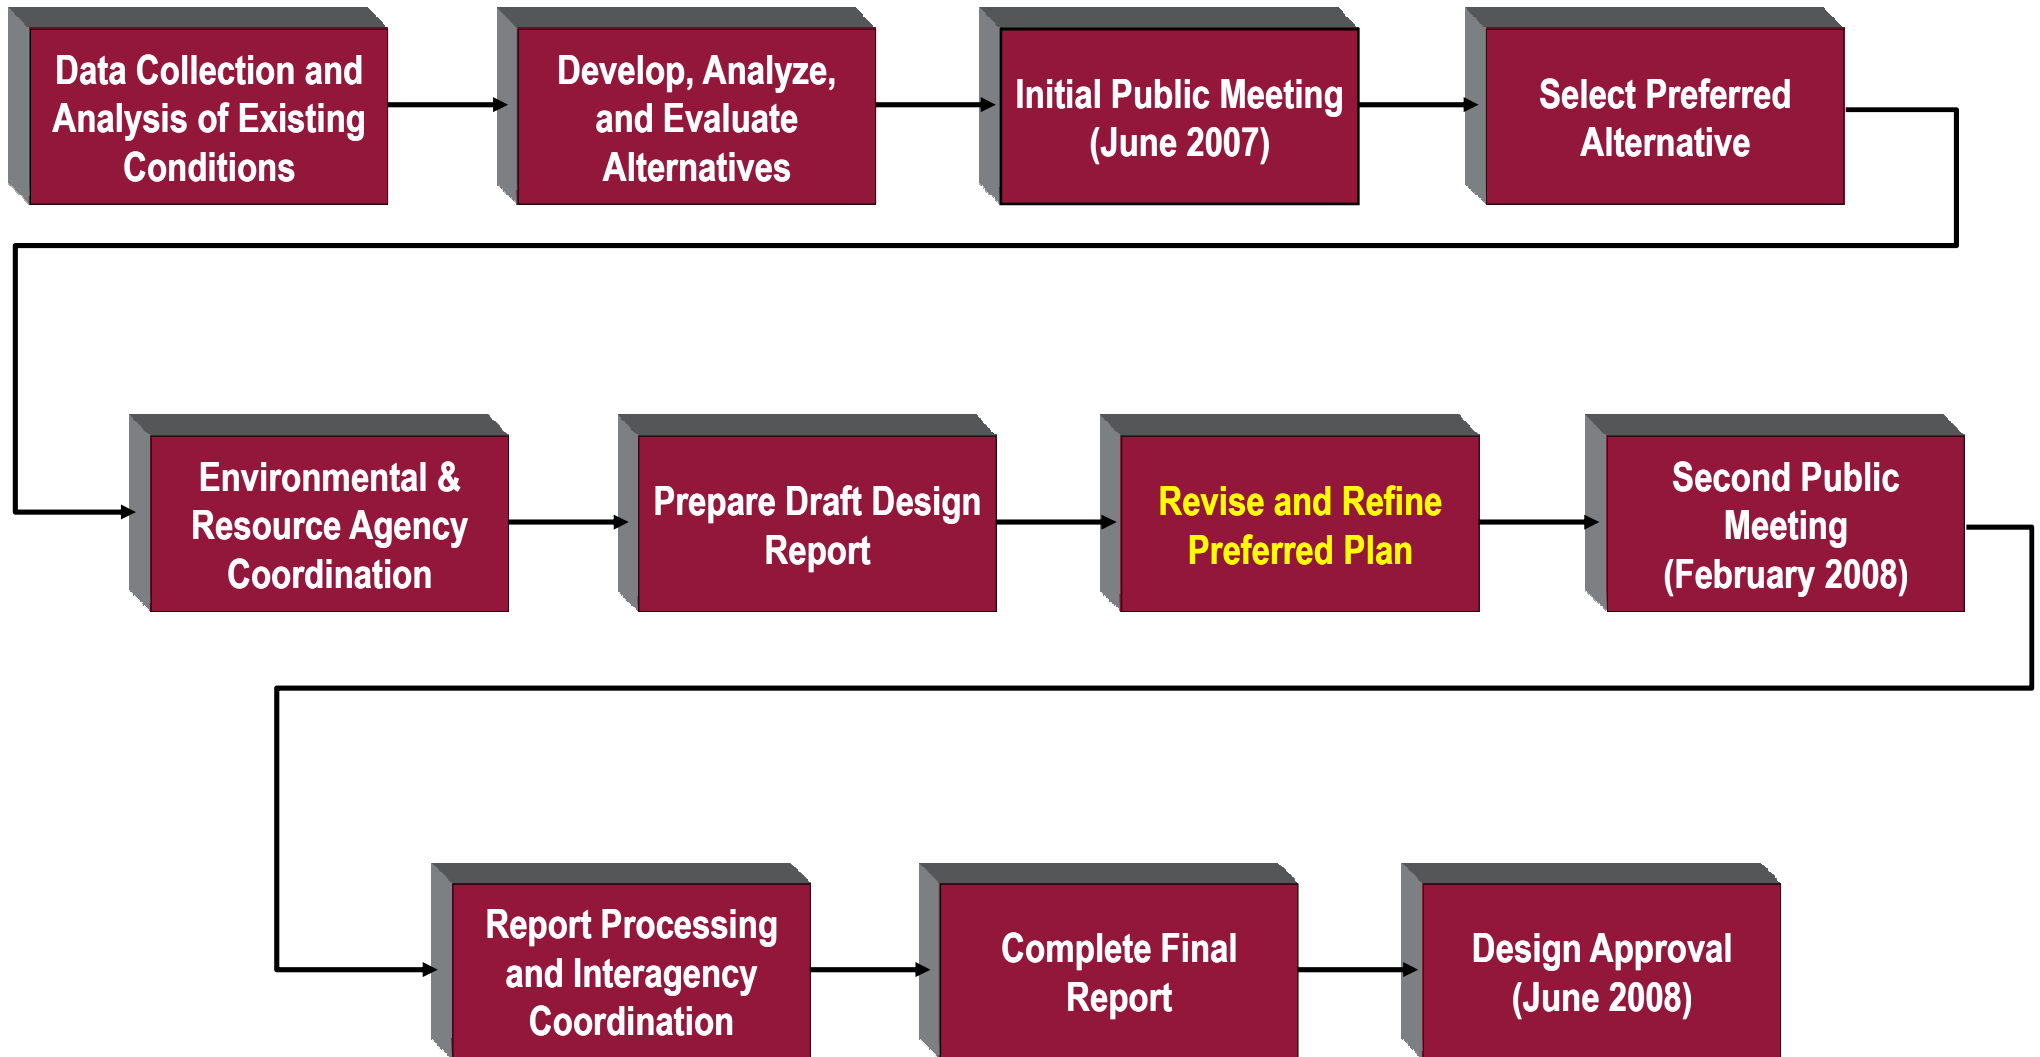 Data Collection and
Analysis of Existing
Conditions
Develop, Analyze,
and Evaluate
Alternatives
Initial Public Meeting
(June 2007)
Select Preferred
Alternative
Environmental &
Resource Agency
Coordination
Prepare Draft Design
Report
Revise and Refine
Preferred Plan
Second Public
Meeting
(February 2008)
Report Processing
and Interagency
Coordination
Complete Final
Report
Design Approval
(June 2008)